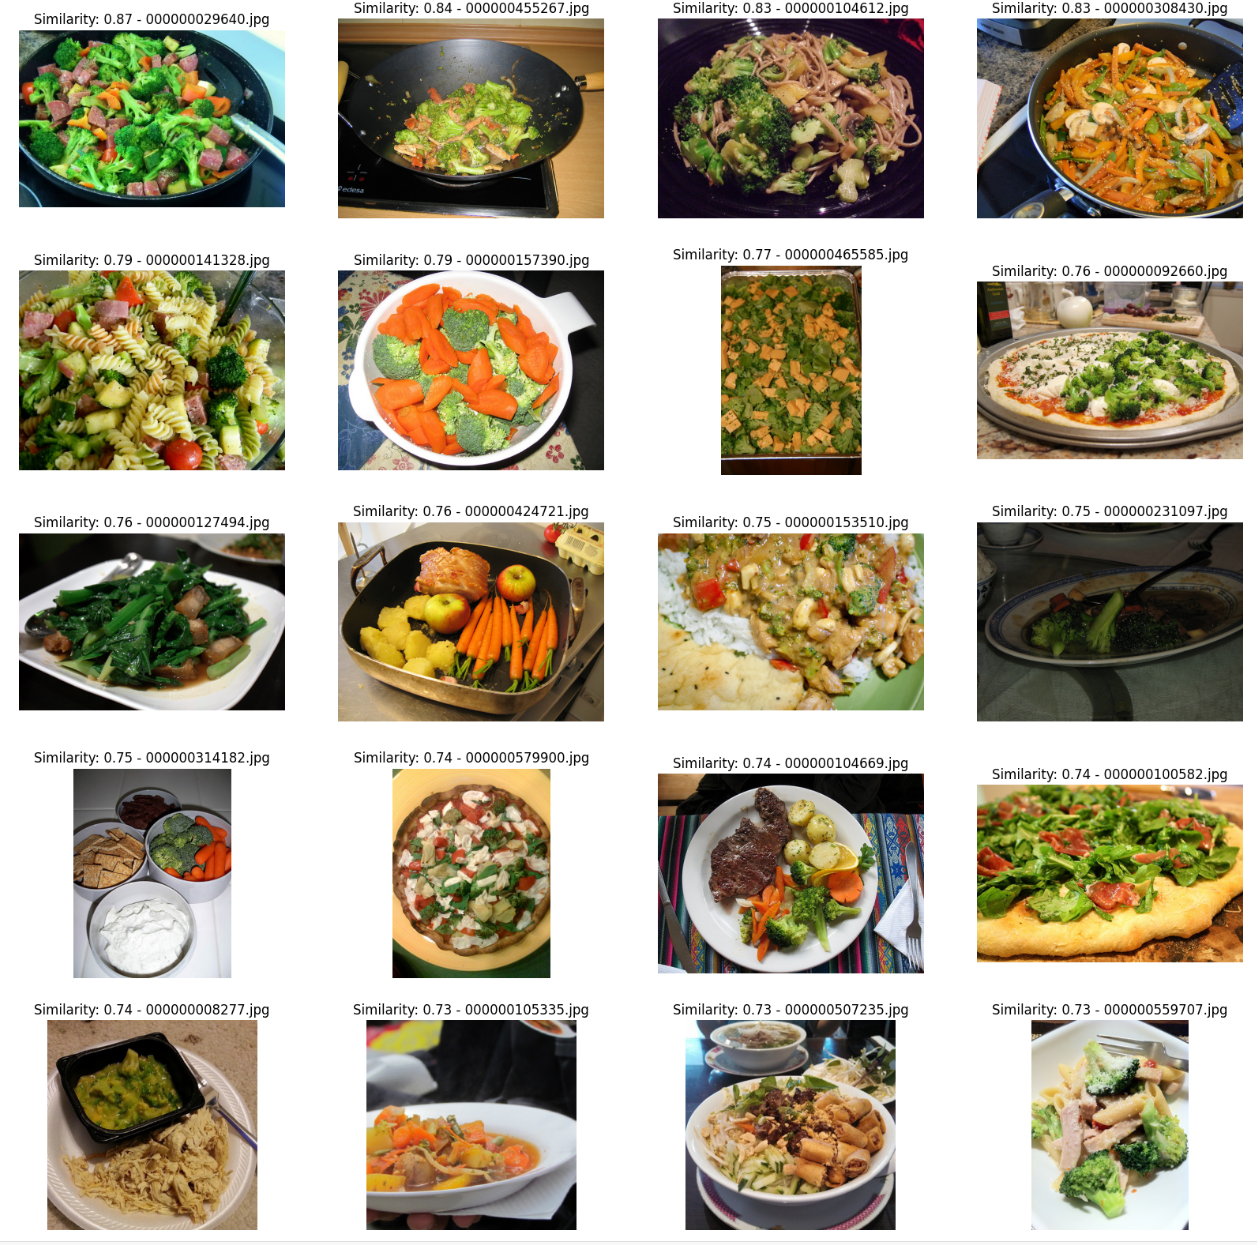 Similarity: 0.87 - 000000029640.jpg
Similarity: 0.84 - 000000455267.jpg
Similarity: 0.83 - 000000104612.jpg
Similarity: 0.83 - 000000308430.jpg
Similarity: 0.79 - 000000141328.jpg
Similarity: 0.79 - 000000157390.jpg
Similarity: 0.77 - 000000465585.jpg
Similarity: 0.76 - 000000092660.jpg
Similarity: 0.76 - 000000127494.jpg
Similarity: 0.76 - 000000424721.jpg
Similarity: 0.75 - 000000153510.jpg
Similarity: 0.75 - 000000231097.jpg
Similarity: 0.75 - 000000314182.jpg
Similarity: 0.74 - 000000579900.jpg
Similarity: 0.74 - 000000104669.jpg
Similarity: 0.74 - 000000100582.jpg
Similarity: 0.74 - 000000008277.jpg
Similarity: 0.73 - 000000105335.jpg
Similarity: 0.73 - 000000507235.jpg
Similarity: 0.73 - 000000559707.jpg